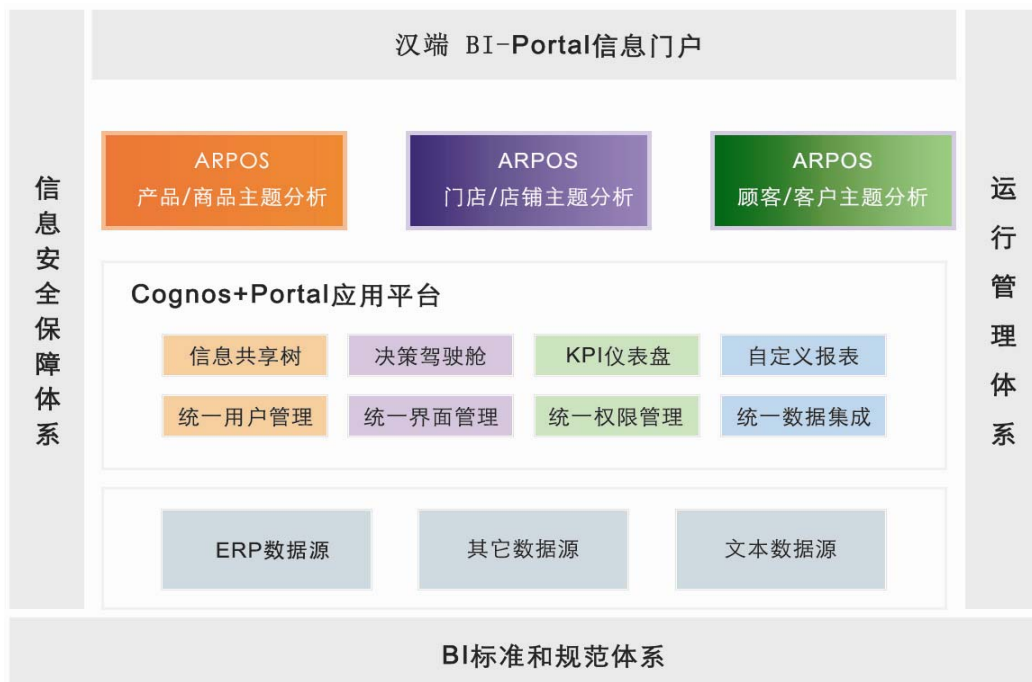 汉端 BI-Portal信息门户
信息安全保障体系
ARPOS
产品/商品主题分析
ARPOS
门店/店铺主题分析
ARPOS
顾客/客户主题分析
运行管理体系
Cognos+Portal应用平台
信息共享树
决策驾驶舱
KPI仪表盘
自定义报表
统一用户管理
统一界面管理
统一权限管理
统一数据集成
ERP数据源
其它数据源
文本数据源
BI标准和规范体系